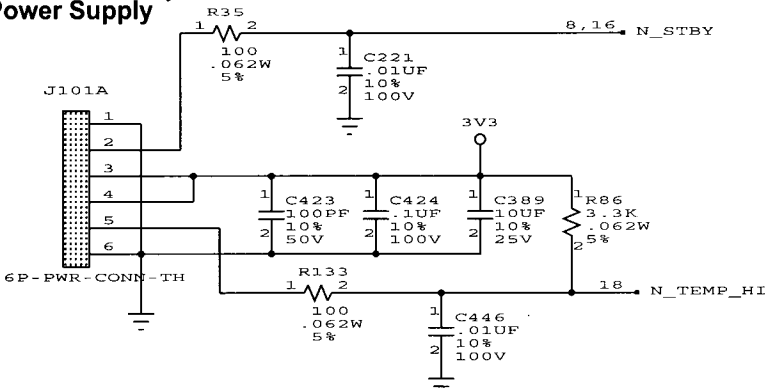 Power Supply
R35
1 2
100
.062W
5%
8,16 N_STBY
1
C221
.01UF
10%
2
100V
J101A
1
2
3
4
5
6
6P-PWR-CONN-TH
3V3
1
C423
100PF
10%
2
50V
1
C424
.1UF
10%
2
100V
1
C389
10UF
10%
2
25V
1
R86
3.3K
.062W
5%
2
R133
1 2
100
.062W
5%
18 N_TEMP_HI
1
C446
.01UF
10%
2
100V